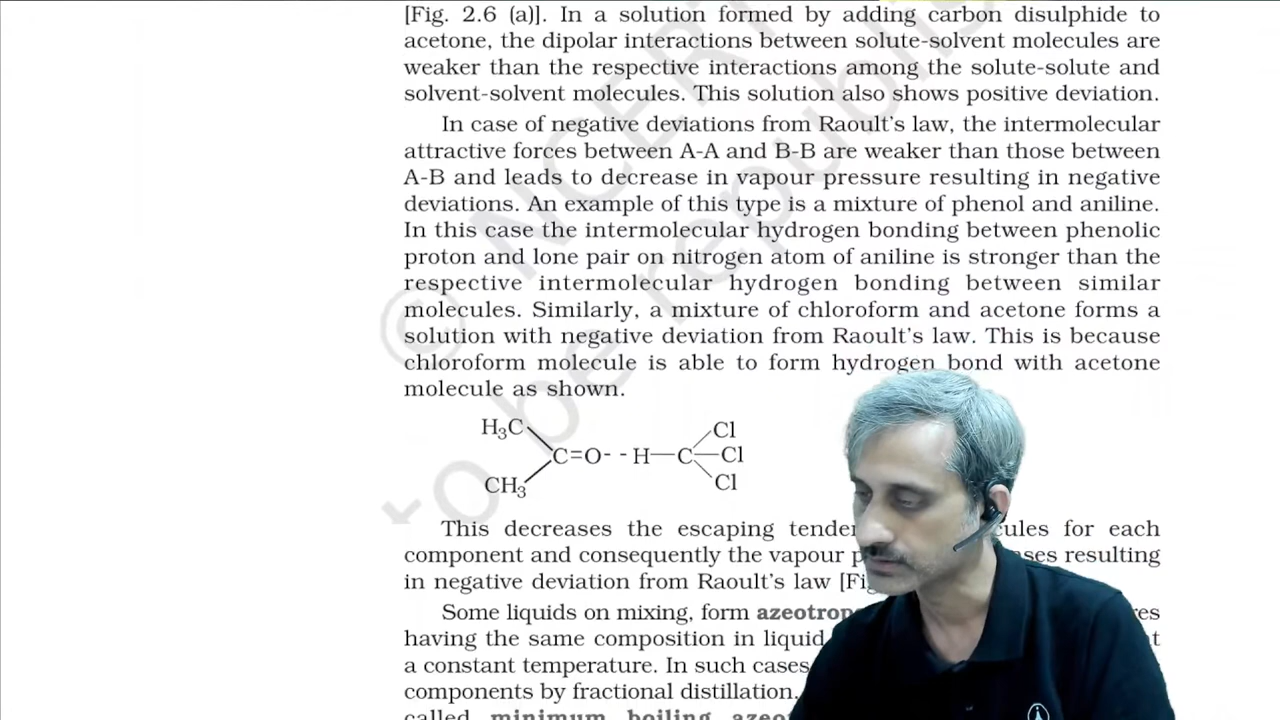 [Fig. 2.6 (a)]. In a solution formed by adding carbon disulphide to
acetone, the dipolar interactions between solute-solvent molecules are
weaker than the respective interactions among the solute-solute and
solvent-solvent molecules. This solution also shows positive deviation.
In case of negative deviations from Raoult's law, the intermolecular
attractive forces between A-A and B-B are weaker than those between
A-B and leads to decrease in vapour pressure resulting in negative
deviations. An example of this type is a mixture of phenol and aniline.
In this case the intermolecular hydrogen bonding between phenolic
proton and lone pair on nitrogen atom of aniline is stronger than the
respective intermolecular hydrogen bonding between similar
molecules. Similarly, a mixture of chloroform and acetone forms a
solution with negative deviation from Raoult's law. This is because
chloroform molecule is able to form hydrogen bond with acetone
molecule as shown.
H₃C Cl
C=O- -H—C—Cl
CH₃ Cl
This decreases the escaping for each
component and consequently the vapour resulting
in negative deviation from Raoult's law
Some liquids on mixing, form
having the same composition in liquid
a constant temperature. In such cases
components by fractional distillation.
called minimum boiling
© NCERT
to be